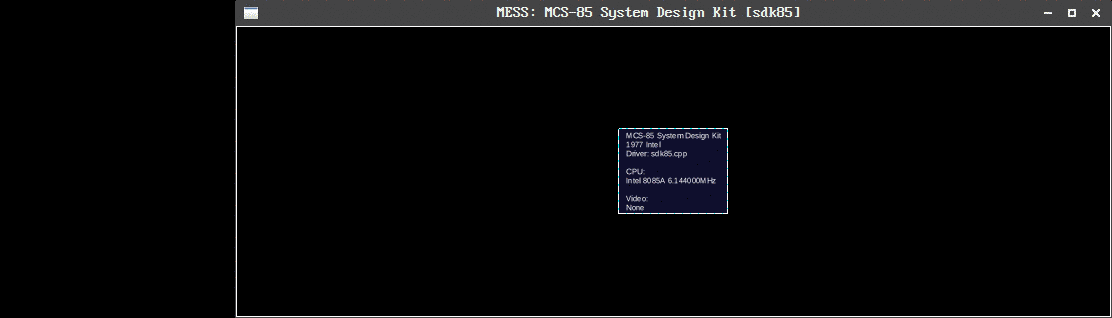 MESS: MCS-85 System Design Kit [sdk85]
MCS-85 System Design Kit
1977 Intel
Driver: sdk85.cpp
CPU:
Intel 8085A 6.144000MHz
Video:
None